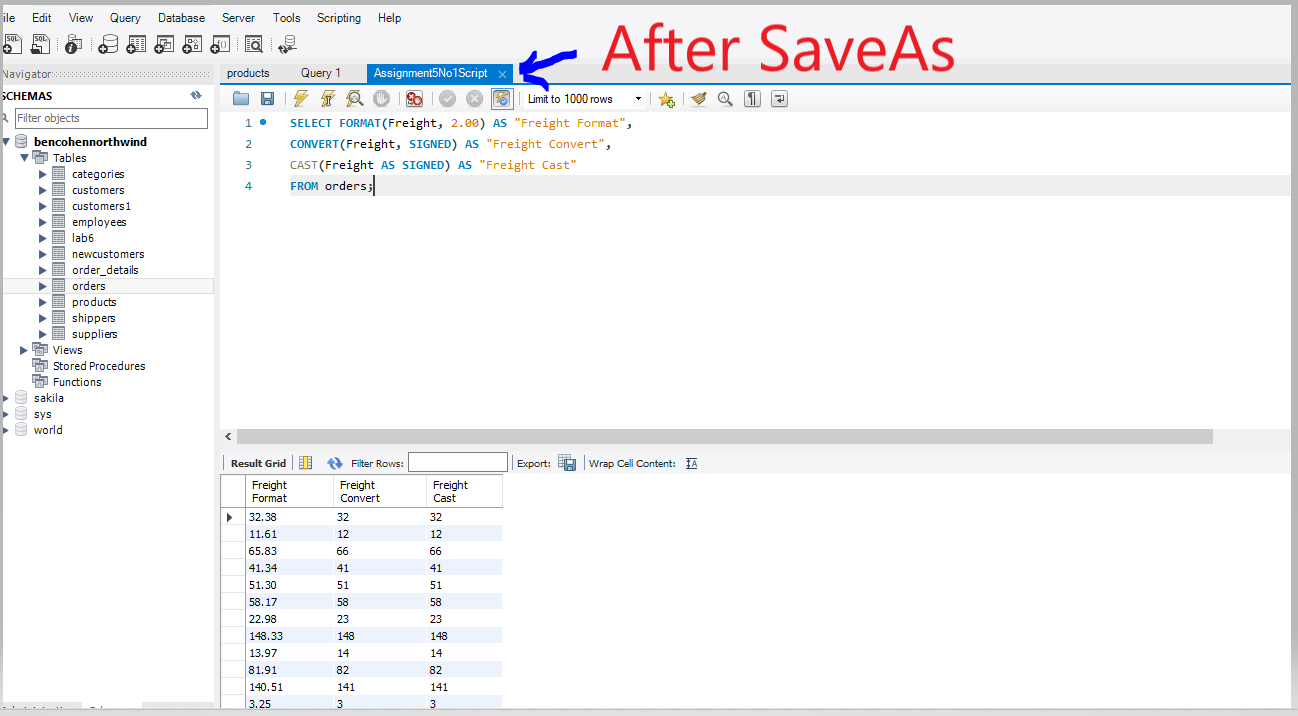 ile Edit View Query Database Server Tools Scripting Help
After SaveAs
Navigator
products Query 1 Assignment5No1Script
SCHEMAS
Limit to 1000 rows
Filter objects
1 SELECT FORMAT(Freight, 2.00) AS "Freight Format",
2 CONVERT(Freight, SIGNED) AS "Freight Convert",
3 CAST(Freight AS SIGNED) AS "Freight Cast"
4 FROM orders;
bencohennorthwind
Tables
categories
customers
customers1
employees
lab6
newcustomers
order_details
orders
products
shippers
suppliers
Views
Stored Procedures
Functions
sakila
sys
world
Result Grid Filter Rows: Export: Wrap Cell Content:
Freight Freight Freight
Format Convert Cast
32.38 32 32
11.61 12 12
65.83 66 66
41.34 41 41
51.30 51 51
58.17 58 58
22.98 23 23
148.33 148 148
13.97 14 14
81.91 82 82
140.51 141 141
3.25 3 3